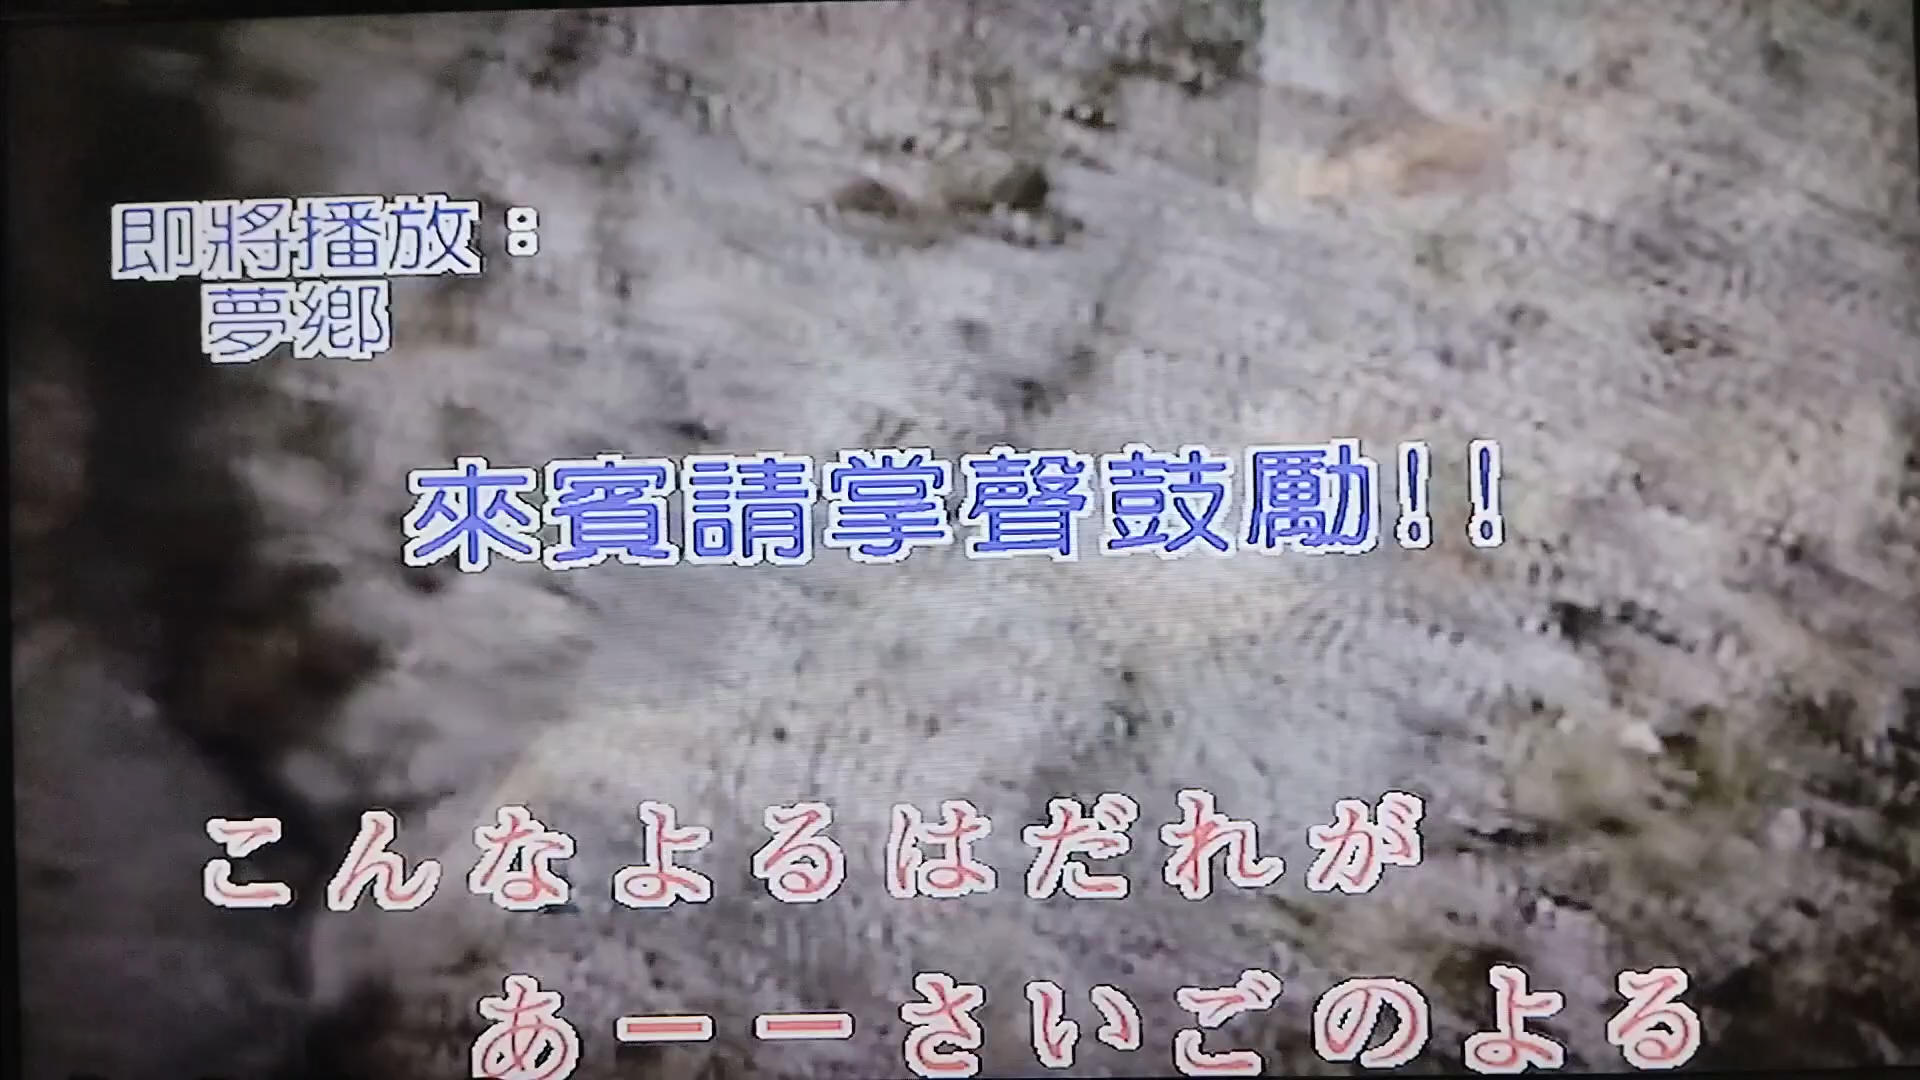 即將播放：
夢鄉
來賓請掌聲鼓勵!!
こんなよるはだれが
あーーさいごのよる